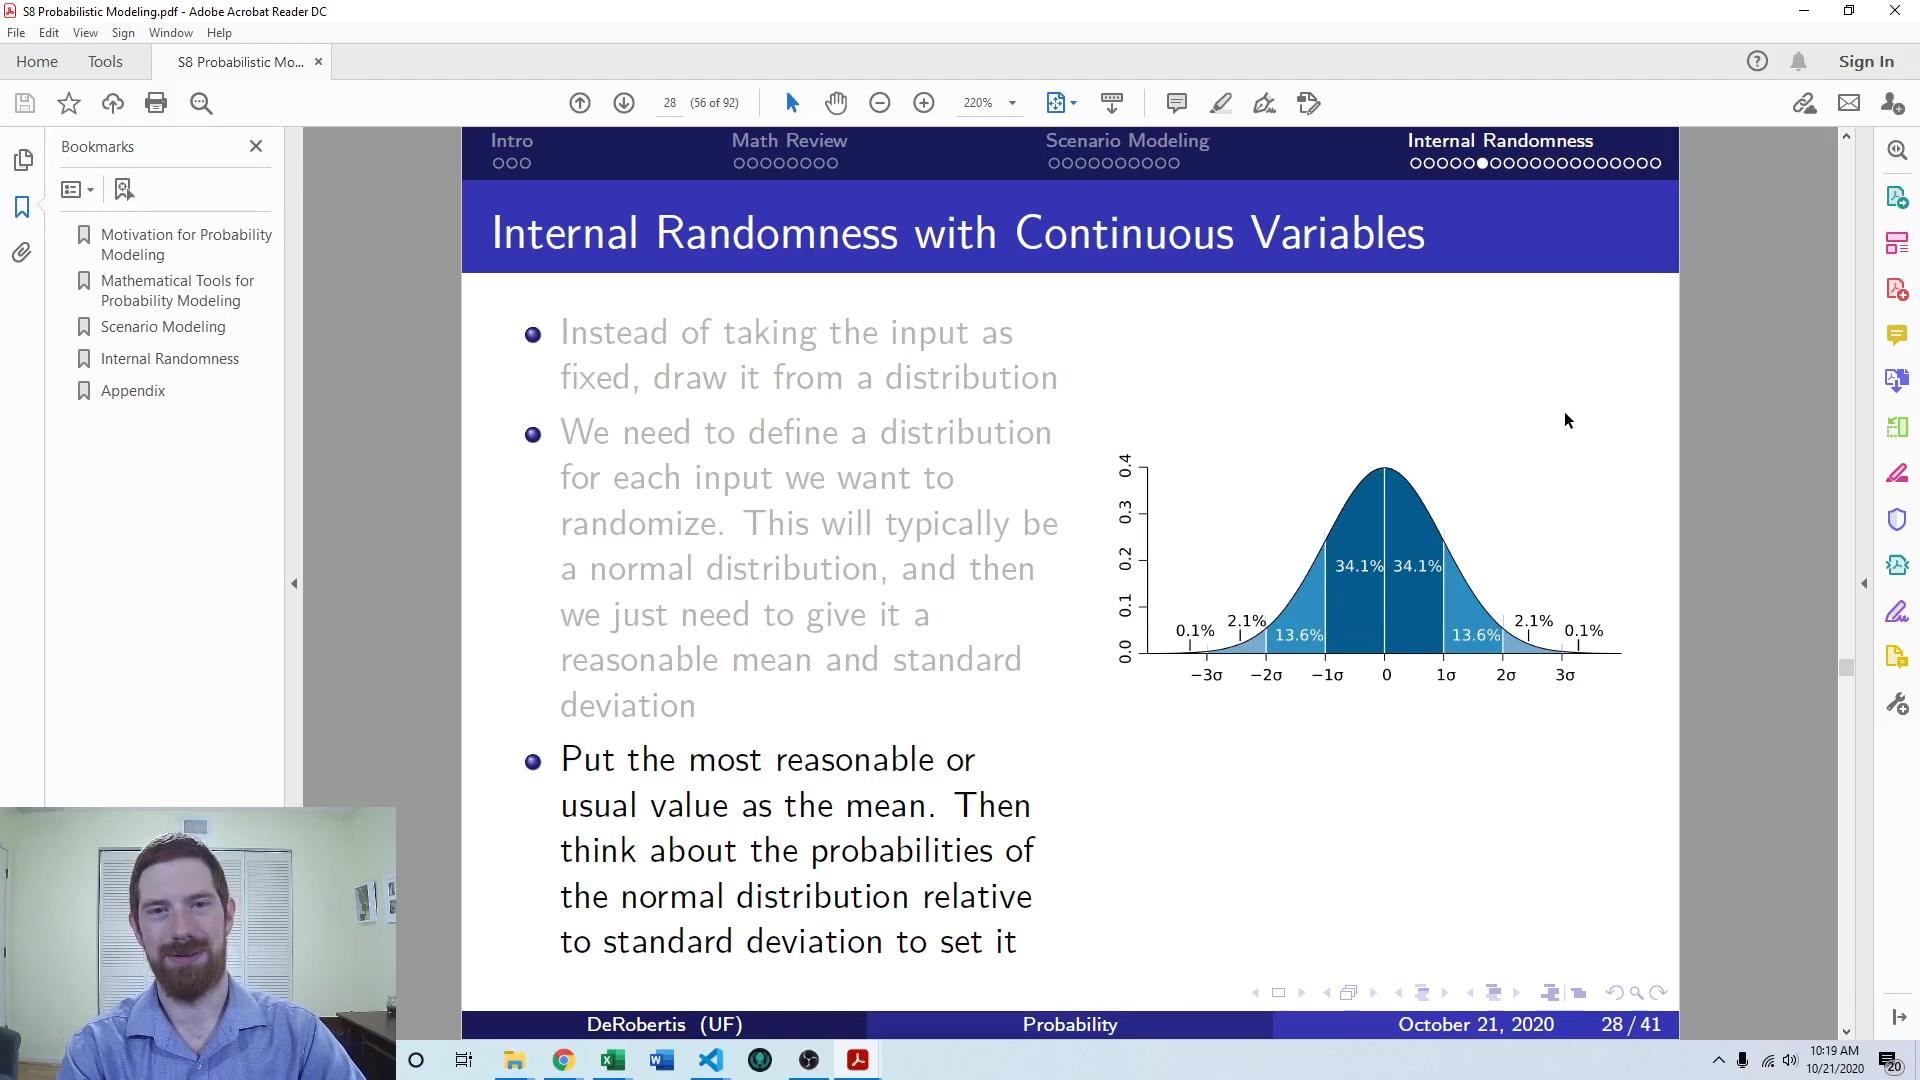 S8 Probabilistic Modeling.pdf - Adobe Acrobat Reader DC
File Edit View Sign Window Help
Home Tools S8 Probabilistic Mo... × Sign In
28 (56 of 92) 220%
Bookmarks
Motivation for Probability
Modeling
Mathematical Tools for
Probability Modeling
Scenario Modeling
Internal Randomness
Appendix
Intro Math Review Scenario Modeling Internal Randomness
Internal Randomness with Continuous Variables
Instead of taking the input as
fixed, draw it from a distribution
We need to define a distribution
for each input we want to
randomize. This will typically be
a normal distribution, and then
we just need to give it a
reasonable mean and standard
deviation
Put the most reasonable or
usual value as the mean. Then
think about the probabilities of
the normal distribution relative
to standard deviation to set it
0.4
0.3
0.2
0.1
0.0
34.1% 34.1%
0.1% 2.1% 13.6% 13.6% 2.1% 0.1%
−3σ −2σ −1σ 0 1σ 2σ 3σ
DeRobertis (UF) Probability October 21, 2020 28 / 41
10:19 AM
10/21/2020
20